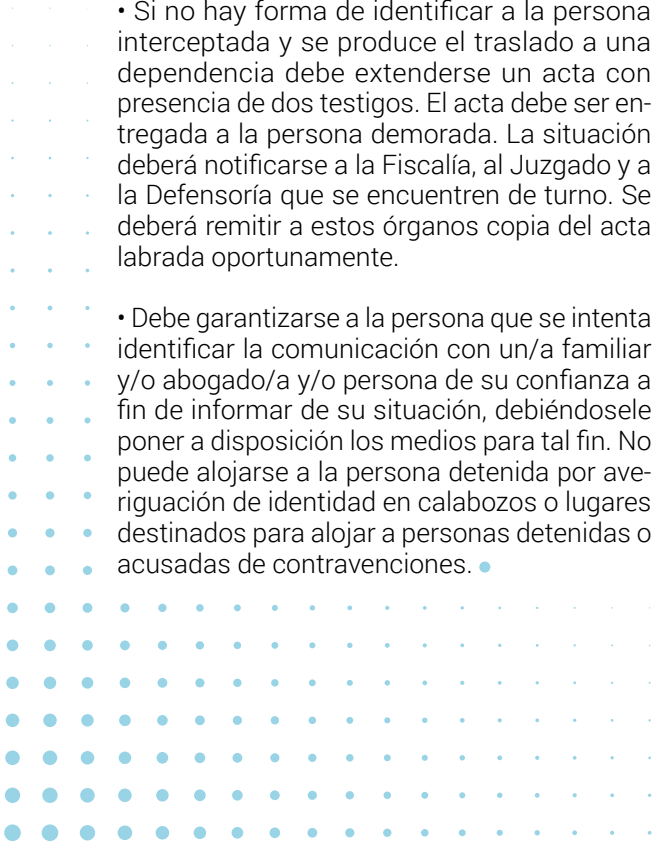 • Si no hay forma de identificar a la persona
interceptada y se produce el traslado a una
dependencia debe extenderse un acta con
presencia de dos testigos. El acta debe ser en-
tregada a la persona demorada. La situación
deberá notificarse a la Fiscalía, al Juzgado y a
la Defensoría que se encuentren de turno. Se
deberá remitir a estos órganos copia del acta
labrada oportunamente.
• Debe garantizarse a la persona que se intenta
identificar la comunicación con un/a familiar
y/o abogado/a y/o persona de su confianza a
fin de informar de su situación, debiéndosele
poner a disposición los medios para tal fin. No
puede alojarse a la persona detenida por ave-
riguación de identidad en calabozos o lugares
destinados para alojar a personas detenidas o
acusadas de contravenciones.